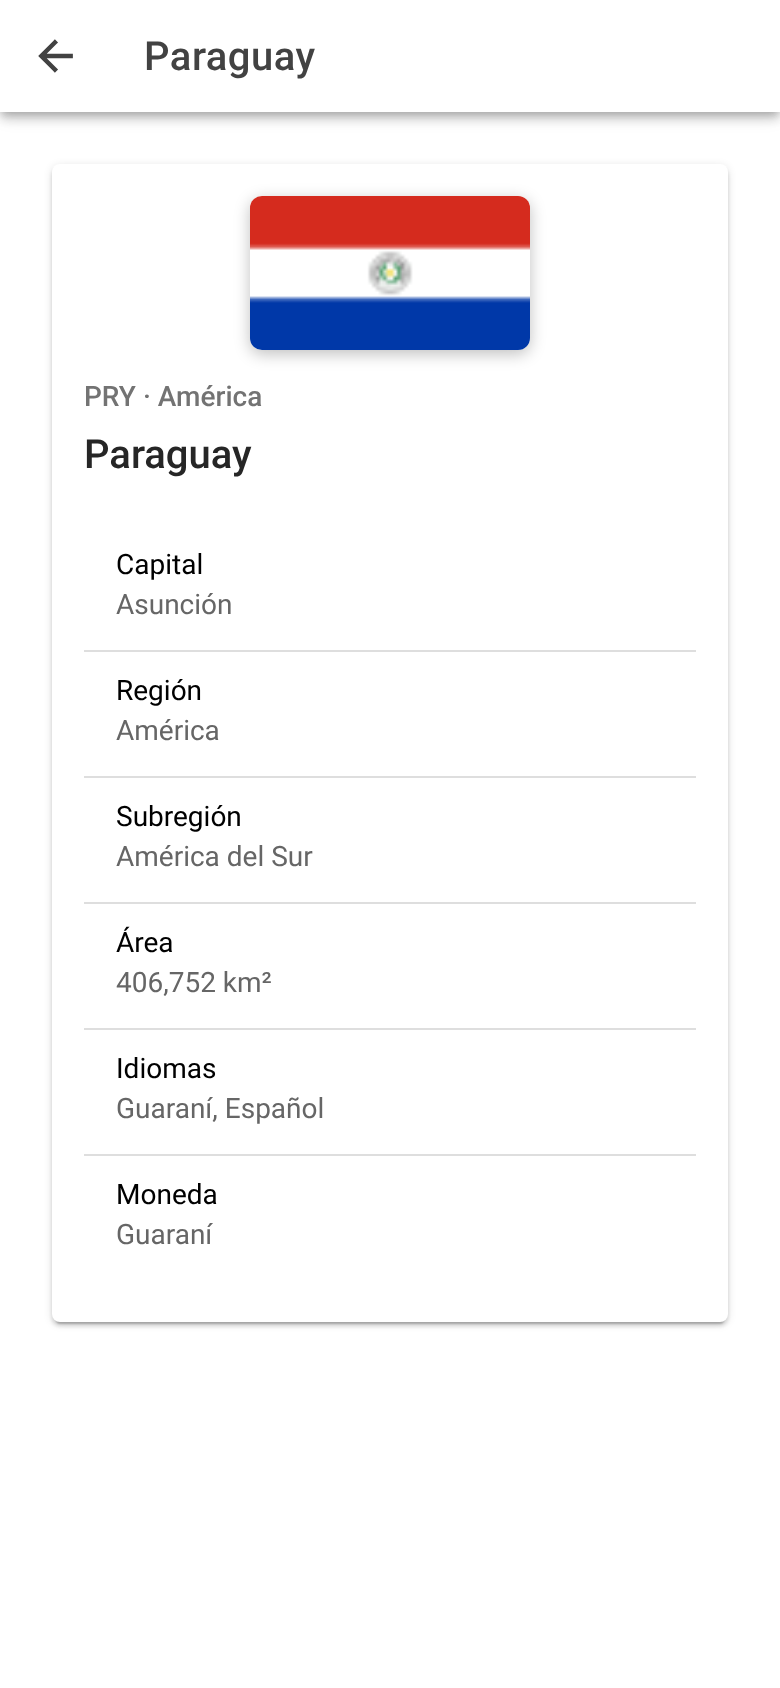 Paraguay
PRY · América
Paraguay
Capital
Asunción
Región
América
Subregión
América del Sur
Área
406,752 km²
Idiomas
Guaraní, Español
Moneda
Guaraní